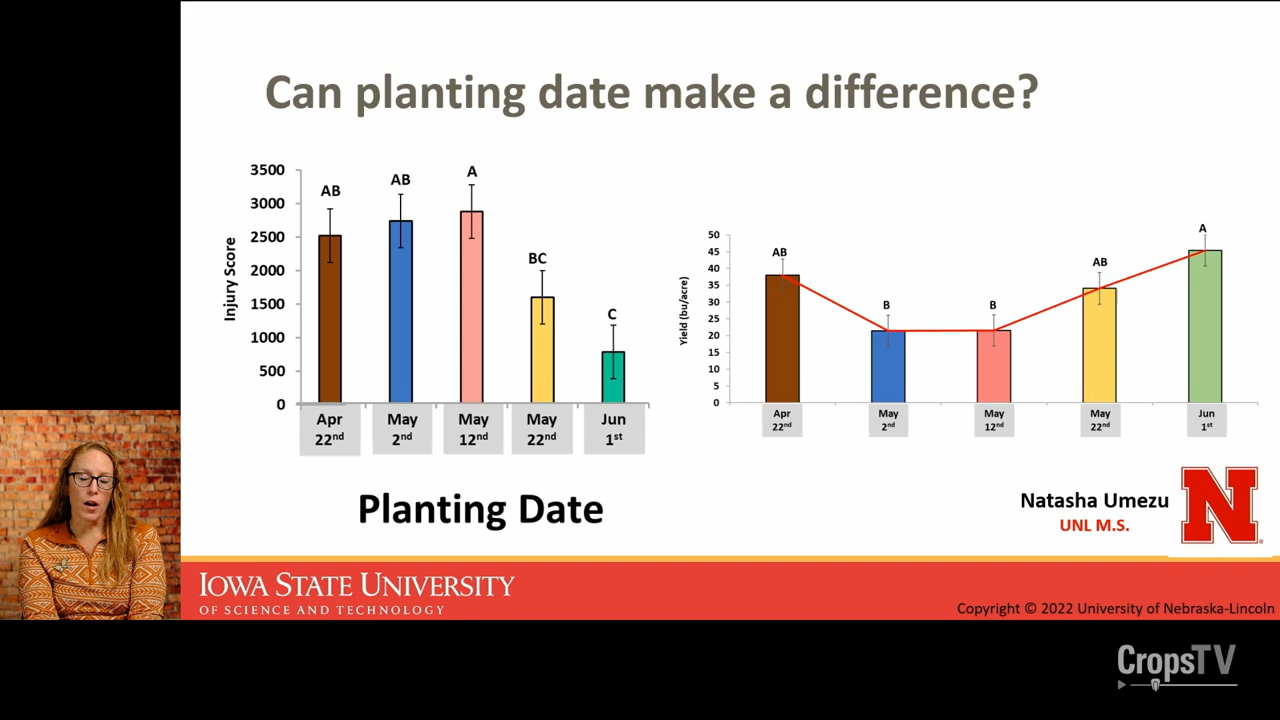 Can planting date make a difference?
3500
3000
2500
2000
1500
1000
500
0
Injury Score
AB
AB
A
BC
C
Apr 22nd
May 2nd
May 12nd
May 22nd
Jun 1st
Planting Date
50
45
40
35
30
25
20
15
10
5
0
Yield (bu/acre)
AB
B
B
AB
A
Apr 22nd
May 2nd
May 12nd
May 22nd
Jun 1st
Natasha Umezu
UNL M.S.
N
IOWA STATE UNIVERSITY
OF SCIENCE AND TECHNOLOGY
Copyright © 2022 University of Nebraska-Lincoln
CropsTV